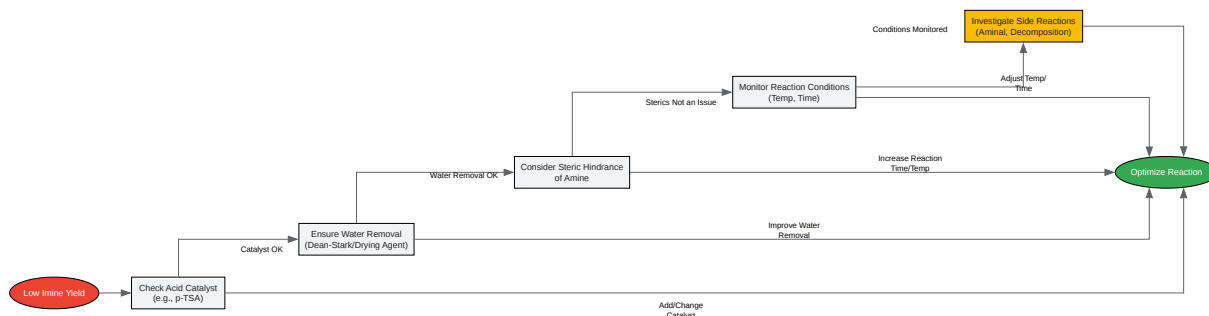 Investigate Side Reactions
(Aminal, Decomposition)
Conditions Monitored
Adjust Temp/
Time
Monitor Reaction Conditions
(Temp, Time)
Sterics Not an Issue
Increase Reaction
Time/Temp
Consider Steric Hindrance
of Amine
Optimize Reaction
Water Removal OK
Improve Water
Removal
Ensure Water Removal
(Dean-Stark/Drying Agent)
Catalyst OK
Low Imine Yield
Check Acid Catalyst
(e.g., p-TSA)
Add/Change
Catalyst